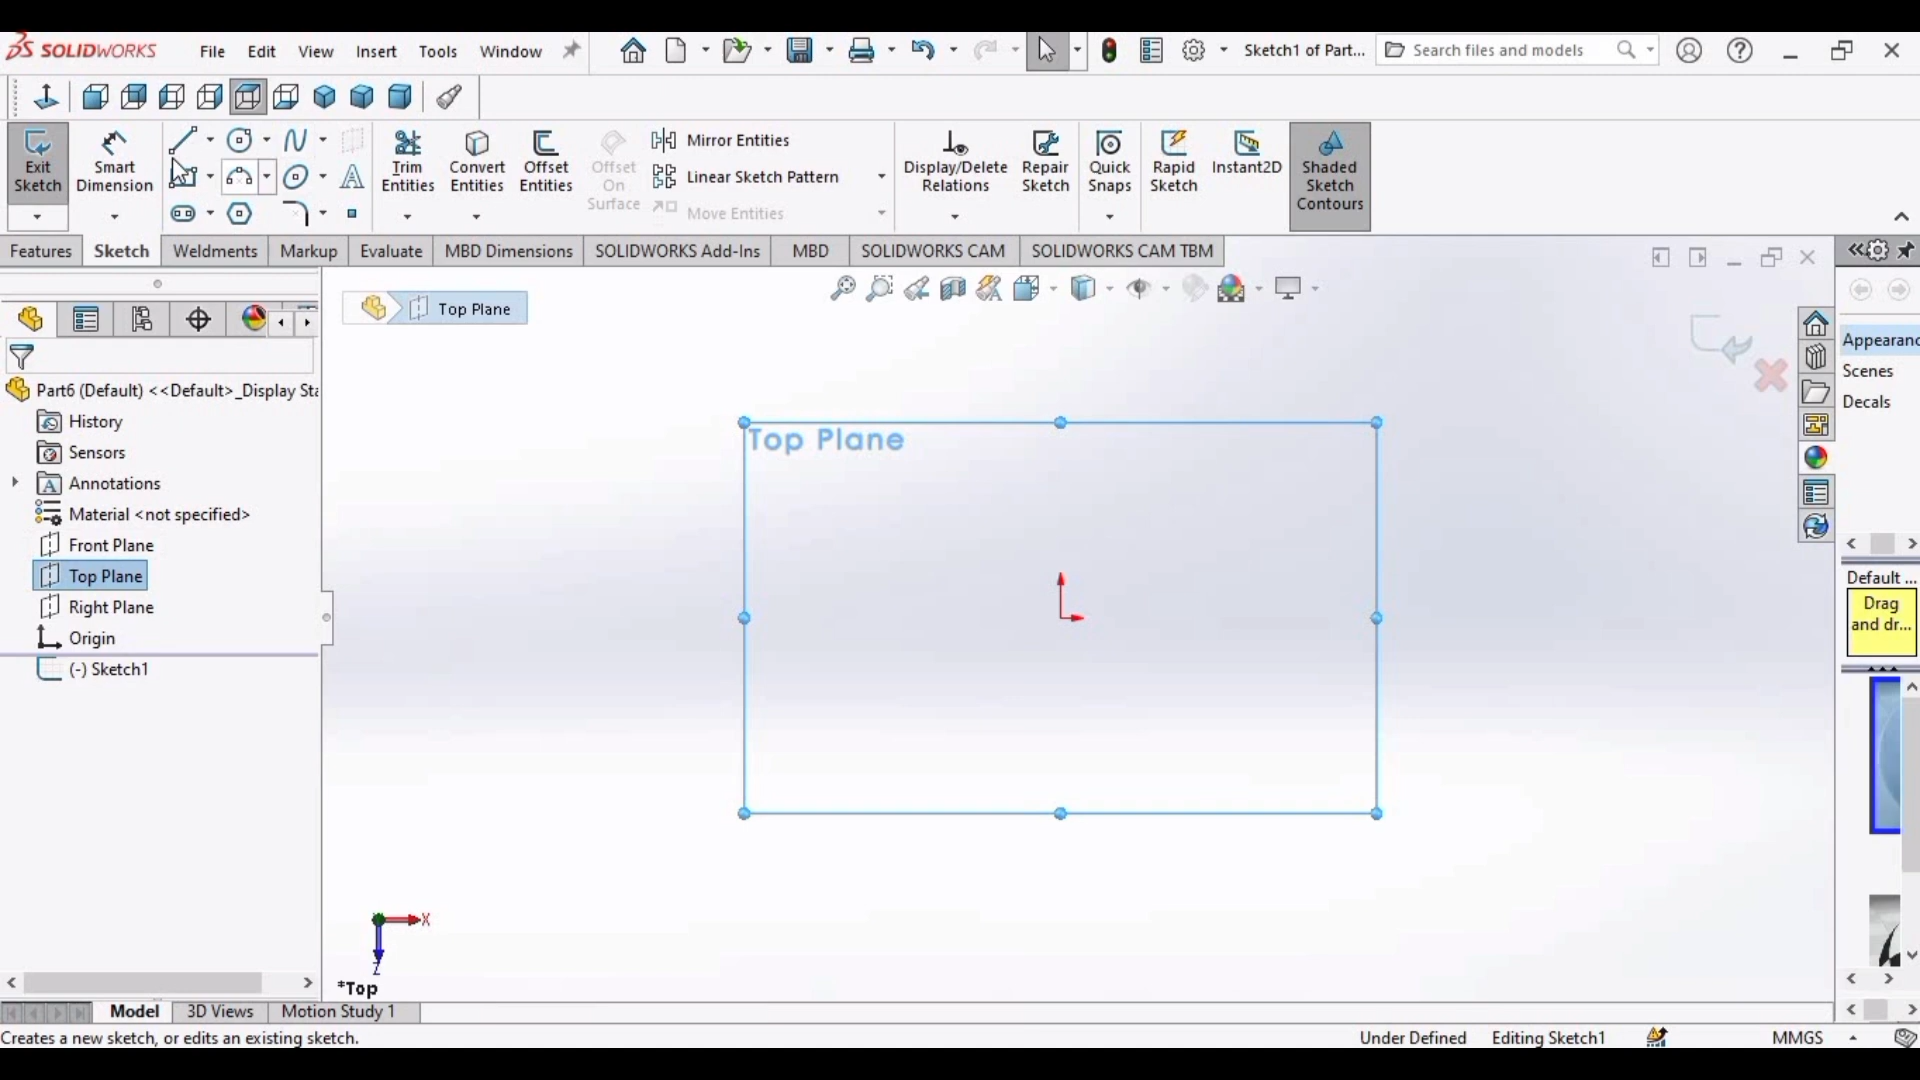 SOLIDWORKS File Edit View Insert Tools Window Sketch1 of Part... Search files and models
Exit Sketch
Smart Dimension
Trim Entities
Convert Entities
Offset Entities
Offset On Surface
Mirror Entities
Linear Sketch Pattern
Move Entities
Display/Delete Relations
Repair Sketch
Quick Snaps
Rapid Sketch
Instant2D
Shaded Sketch Contours
Features Sketch Weldments Markup Evaluate MBD Dimensions SOLIDWORKS Add-Ins MBD SOLIDWORKS CAM SOLIDWORKS CAM TBM
Top Plane
Part6 (Default) <<Default>_Display Sta
History
Sensors
Annotations
Material <not specified>
Front Plane
Top Plane
Right Plane
Origin
(-) Sketch1
Top Plane
X
Z
*Top
Appearanc
Scenes
Decals
Default ...
Drag
and dr...
Model 3D Views Motion Study 1
Creates a new sketch, or edits an existing sketch.
Under Defined Editing Sketch1 MMGS